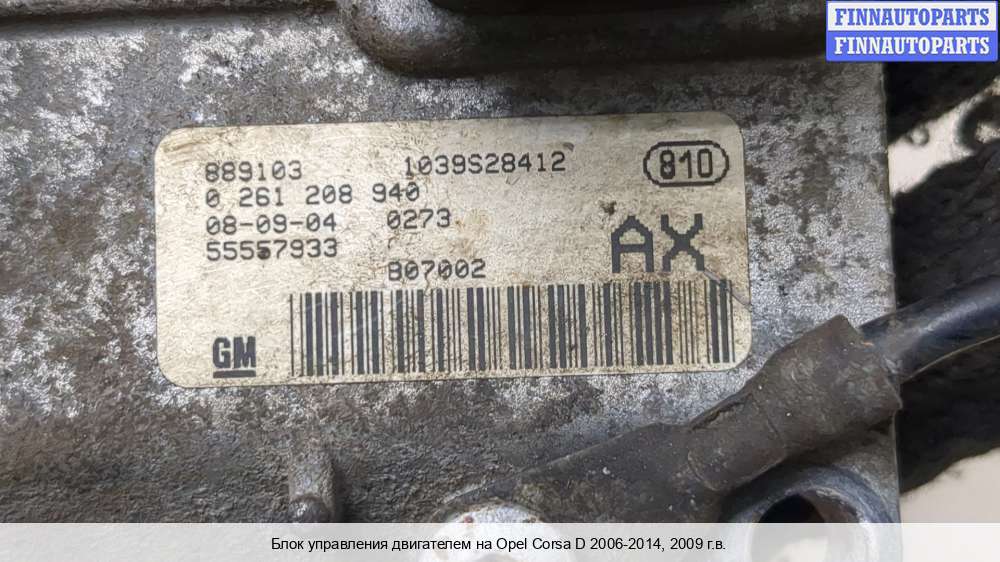 FINNAUTOPARTS
FINNAUTOPARTS
889103 1039S28412 810
0 261 208 940
08-09-04 0273
55557933 AX
B07002
GM
Блок управления двигателем на Opel Corsa D 2006-2014, 2009 г.в.